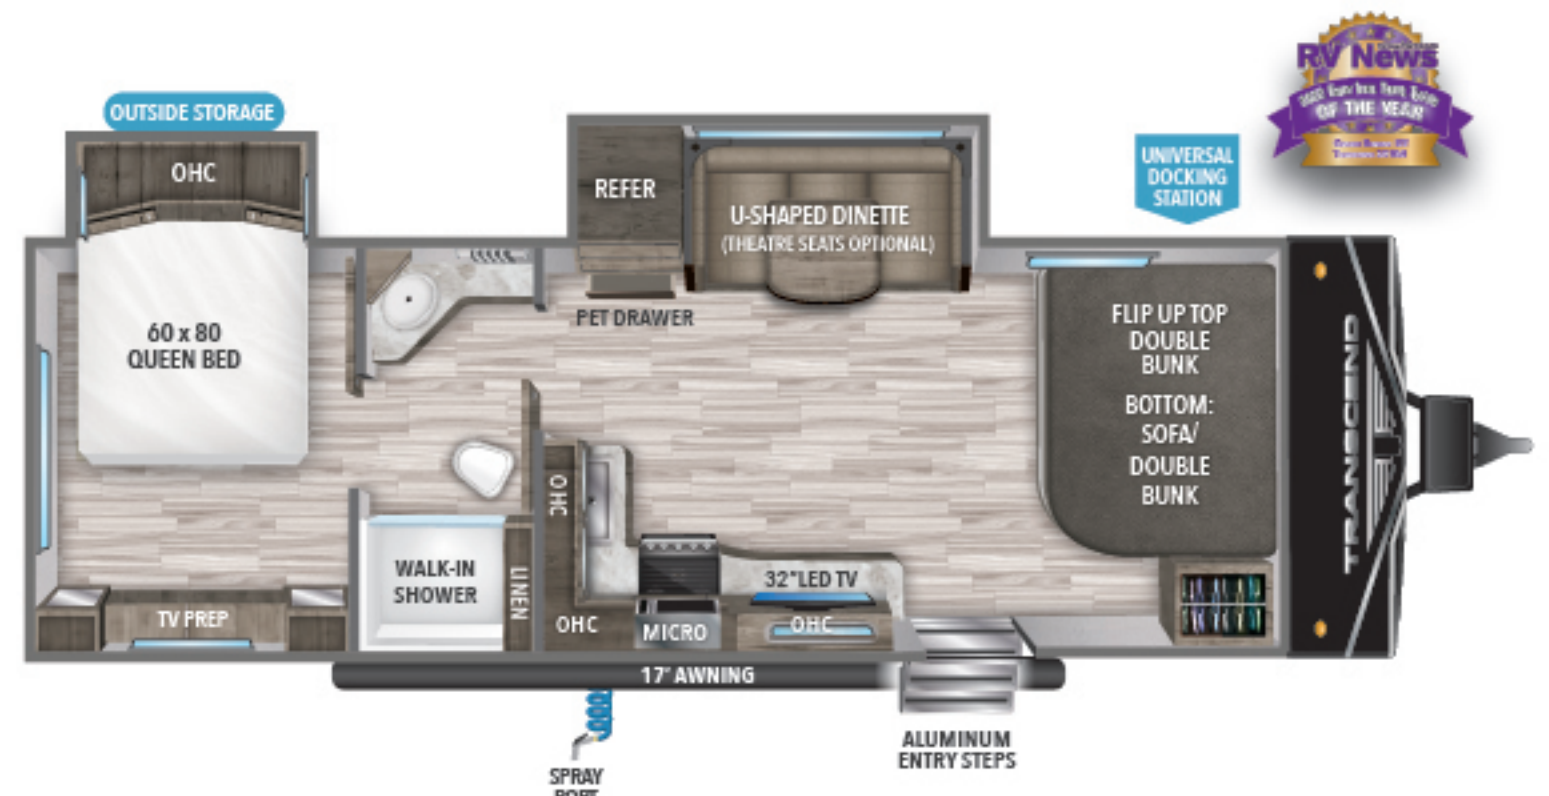 RV News
OF THE YEAR
OUTSIDE STORAGE
OHC
REFER
U-SHAPED DINETTE
(THEATRE SEATS OPTIONAL)
UNIVERSAL
DOCKING
STATION
60 x 80
QUEEN BED
PET DRAWER
FLIP UP TOP
DOUBLE
BUNK
BOTTOM:
SOFA/
DOUBLE
BUNK
TRANSCEND
OHC
WALK-IN
SHOWER
LINEN
32"LED TV
TV PREP
OHC
MICRO
OHC
17' AWNING
ALUMINUM
ENTRY STEPS
SPRAY
PORT